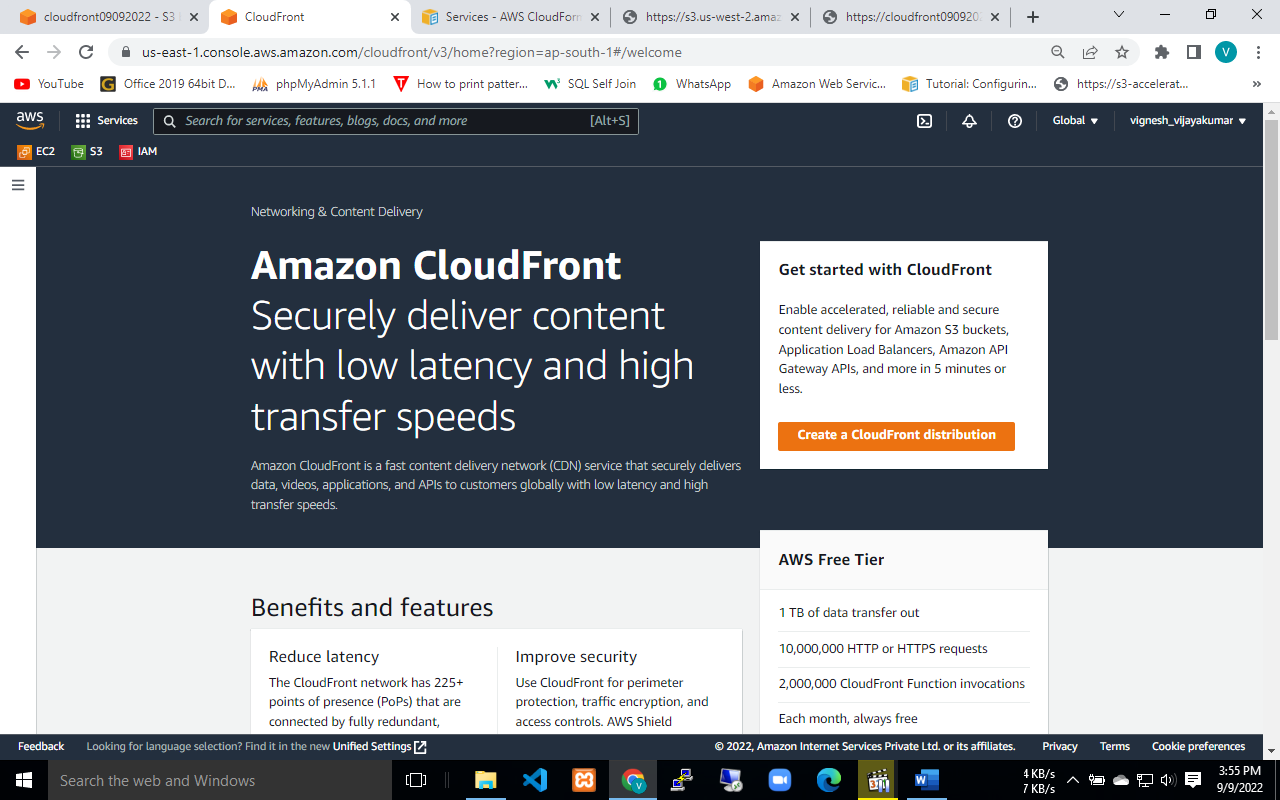 cloudfront09092022 - S3
CloudFront
Services - AWS CloudForm
https://s3.us-west-2.amaz
https://cloudfront090920
us-east-1.console.aws.amazon.com/cloudfront/v3/home?region=ap-south-1#/welcome
V
YouTube
Office 2019 64bit D...
phpMyAdmin 5.1.1
How to print patter...
SQL Self Join
WhatsApp
Amazon Web Servic...
Tutorial: Configurin...
https://s3-accelerat...
»
aws
Services
Search for services, features, blogs, docs, and more
[Alt+S]
Global
vignesh_vijayakumar
EC2
S3
IAM
Networking & Content Delivery
Amazon CloudFront
Securely deliver content
with low latency and high
transfer speeds
Amazon CloudFront is a fast content delivery network (CDN) service that securely delivers
data, videos, applications, and APIs to customers globally with low latency and high
transfer speeds.
Get started with CloudFront
Enable accelerated, reliable and secure
content delivery for Amazon S3 buckets,
Application Load Balancers, Amazon API
Gateway APIs, and more in 5 minutes or
less.
Create a CloudFront distribution
AWS Free Tier
1 TB of data transfer out
10,000,000 HTTP or HTTPS requests
2,000,000 CloudFront Function invocations
Each month, always free
Benefits and features
Reduce latency
The CloudFront network has 225+
points of presence (PoPs) that are
connected by fully redundant,
Improve security
Use CloudFront for perimeter
protection, traffic encryption, and
access controls. AWS Shield
Feedback
Looking for language selection? Find it in the new Unified Settings
© 2022, Amazon Internet Services Private Ltd. or its affiliates.
Privacy
Terms
Cookie preferences
Search the web and Windows
4 KB/s
7 KB/s
3:55 PM
9/9/2022